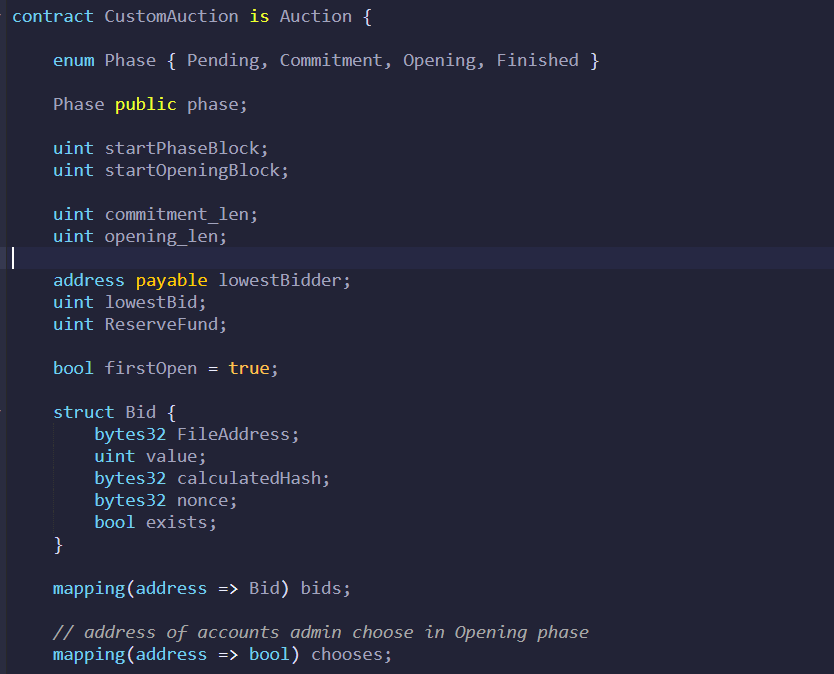 contract CustomAuction is Auction {
enum Phase { Pending, Commitment, Opening, Finished }
Phase public phase;
uint startPhaseBlock;
uint startOpeningBlock;
uint commitment_len;
uint opening_len;
address payable lowestBidder;
uint lowestBid;
uint ReserveFund;
bool firstOpen = true;
struct Bid {
bytes32 FileAddress;
uint value;
bytes32 calculatedHash;
bytes32 nonce;
bool exists;
}
mapping(address => Bid) bids;
// address of accounts admin choose in Opening phase
mapping(address => bool) chooses;